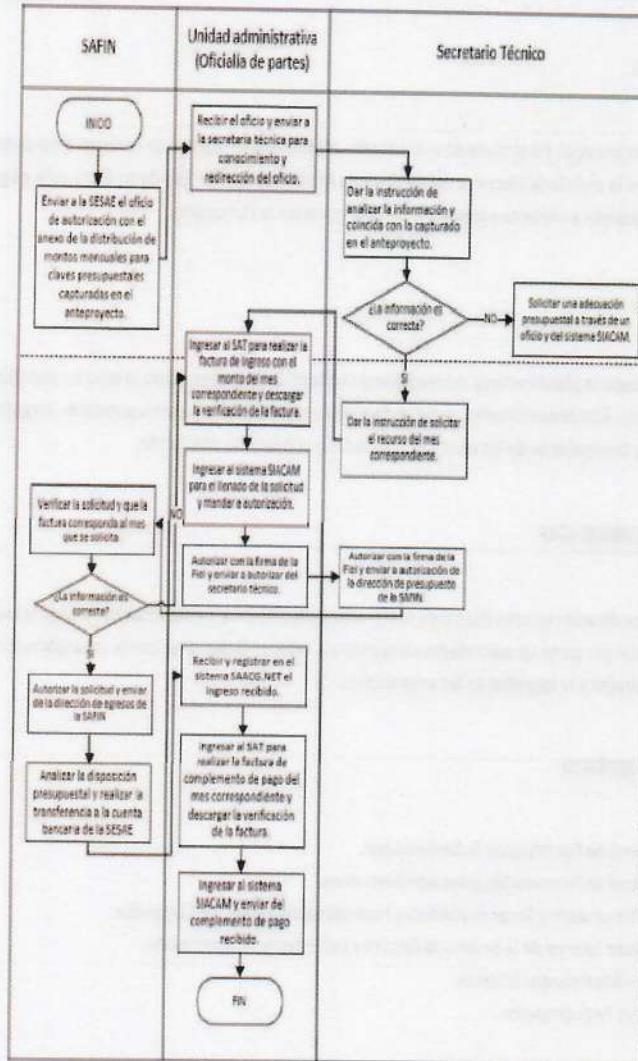 SAFIN
Unidad administrativa
(Oficialía de partes)
Secretario Técnico
INICIO
Enviar a la SESAE el oficio
de autorización con el
anexo de la distribución de
montos mensuales para
claves presupuestales
capturadas en el
anteproyecto.
Recibir el oficio y enviar a
la secretaría técnica para
conocimiento y
redirección del oficio.
Dar la instrucción de
analizar la información y
coincida con el capturado
en el anteproyecto.
¿La información es
correcta?
NO
Solicitar una adecuación
presupuestal a través de un
oficio y del sistema SIACAM.
SI
Dar la instrucción de solicitar
el recurso del mes
correspondiente.
Ingresar al SAT para realizar la
factura de ingreso con el
monto del mes
correspondiente y descargar
la verificación de la factura.
Ingresar al sistema SIACAM
para el llenado de la solicitud
y mandar a autorización.
Autorizar con la firma de la
Fiel y enviar a autorizar del
secretario técnico.
Autorizar con la firma de la
Fiel y enviar a autorización de
la dirección de presupuesto
de la SAFIN.
Verificar la solicitud y que la
factura corresponda al mes
que se solicita.
¿La información es
correcta?
NO
SI
Autorizar la solicitud y enviar
de la dirección de egresos de
la SAFIN
Analizar la disposición
presupuestal y realizar la
transferencia a la cuenta
bancaria de la SESAE
Recibir y registrar en el
sistema SAACG.NET el
ingreso recibido.
Ingresar al SAT para
realizar la factura de
complemento de pago del
mes correspondiente y
descargar la verificación
de la factura.
Ingresar al sistema
SIACAM y enviar del
complemento de pago
recibido.
FIN